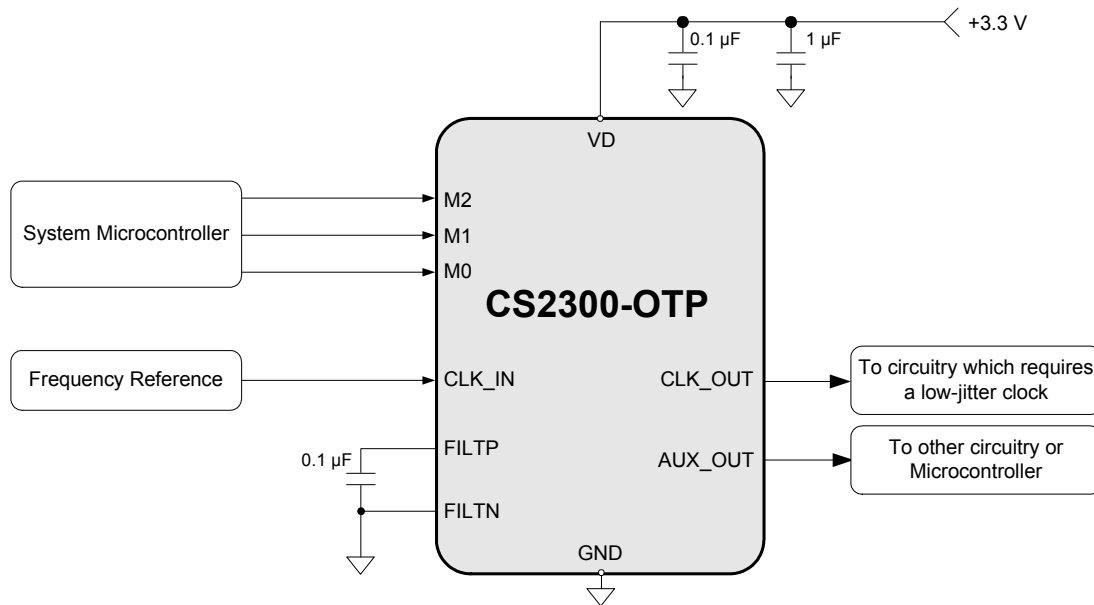 +3.3 V
0.1 µF
1 µF
VD
System Microcontroller
M2
M1
M0
CS2300-OTP
Frequency Reference
CLK_IN
CLK_OUT
To circuitry which requires
a low-jitter clock
0.1 µF
FILTP
AUX_OUT
To other circuitry or
Microcontroller
FILTN
GND